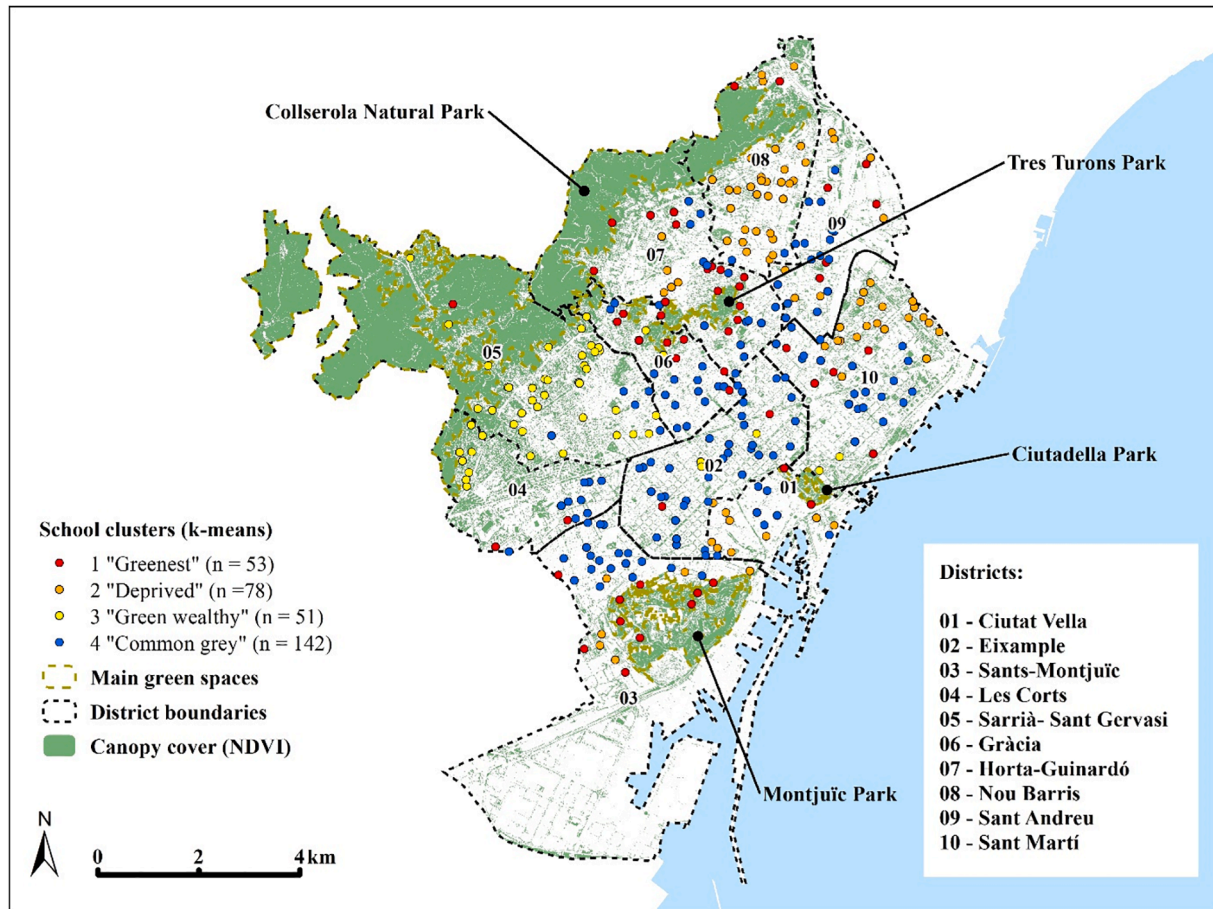 Collserola Natural Park
Tres Turons Park
Ciutadella Park
Montjuïc Park
08
09
07
05
06
10
02
04
01
03
School clusters (k-means)
1 "Greenest" (n = 53)
2 "Deprived" (n =78)
3 "Green wealthy" (n = 51)
4 "Common grey" (n = 142)
Main green spaces
District boundaries
Canopy cover (NDVI)
N
0 2 4 km
Districts:
01 - Ciutat Vella
02 - Eixample
03 - Sants-Montjuïc
04 - Les Corts
05 - Sarrià- Sant Gervasi
06 - Gràcia
07 - Horta-Guinardó
08 - Nou Barris
09 - Sant Andreu
10 - Sant Martí